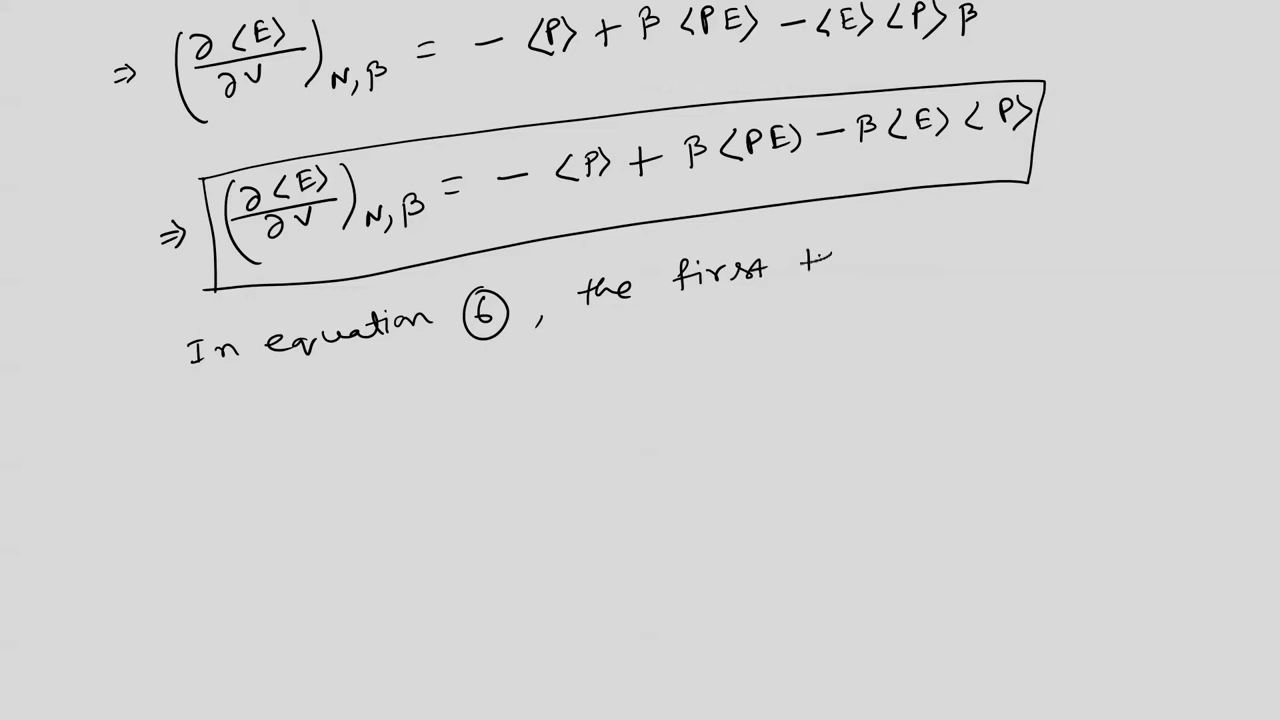 ⇒ (∂⟨E⟩/∂V)_{N,β} = - ⟨P⟩ + β ⟨PE⟩ - ⟨E⟩⟨P⟩ β
⇒ (∂⟨E⟩/∂V)_{N,β} = - ⟨P⟩ + β⟨PE⟩ - β⟨E⟩⟨P⟩
In equation ⑥, the first t